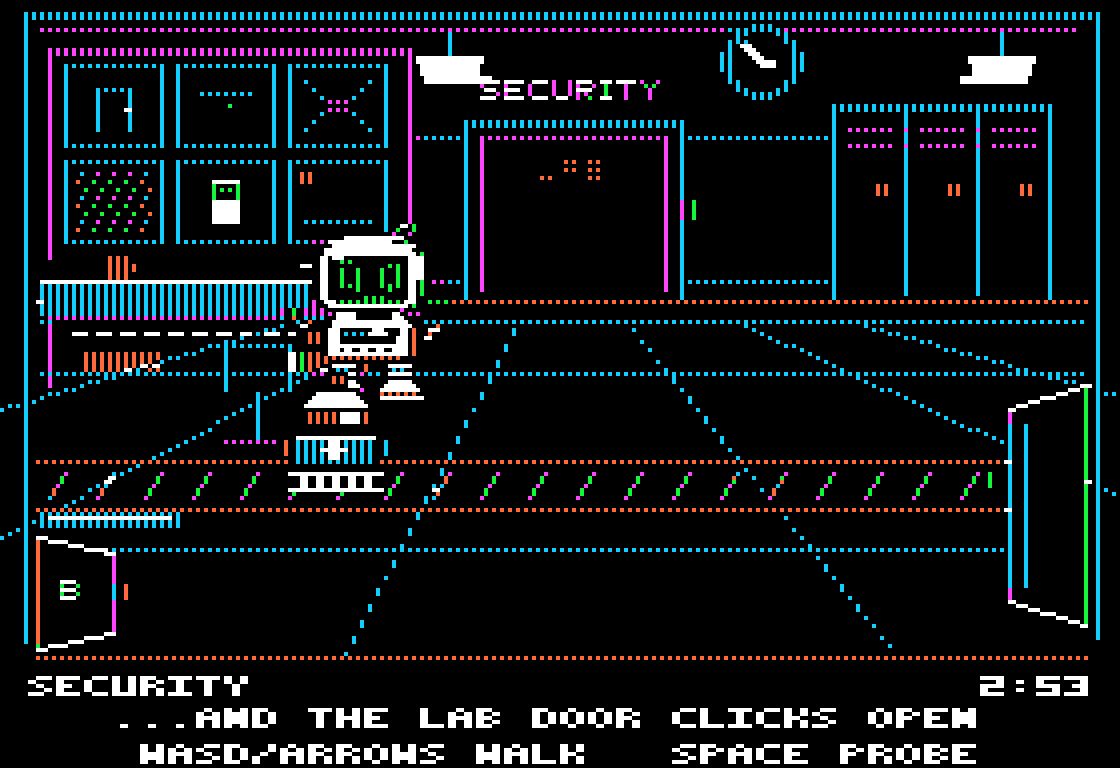 SECURITY
B
SECURITY 2:53
...AND THE LAB DOOR CLICKS OPEN
WASD/ARROWS WALK SPACE PROBE